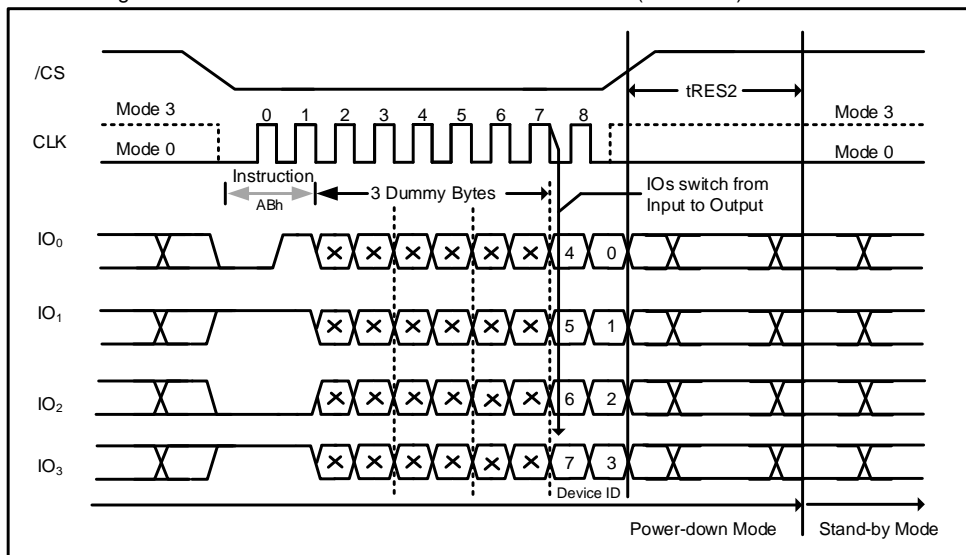 /CS
tRES2
Mode 3
0 1 2 3 4 5 6 7 8
Mode 3
CLK
Mode 0
Mode 0
Instruction
ABh
3 Dummy Bytes
IOs switch from
Input to Output
IO₀
4 0
IO₁
5 1
IO₂
6 2
IO₃
7 3
Device ID
Power-down Mode
Stand-by Mode